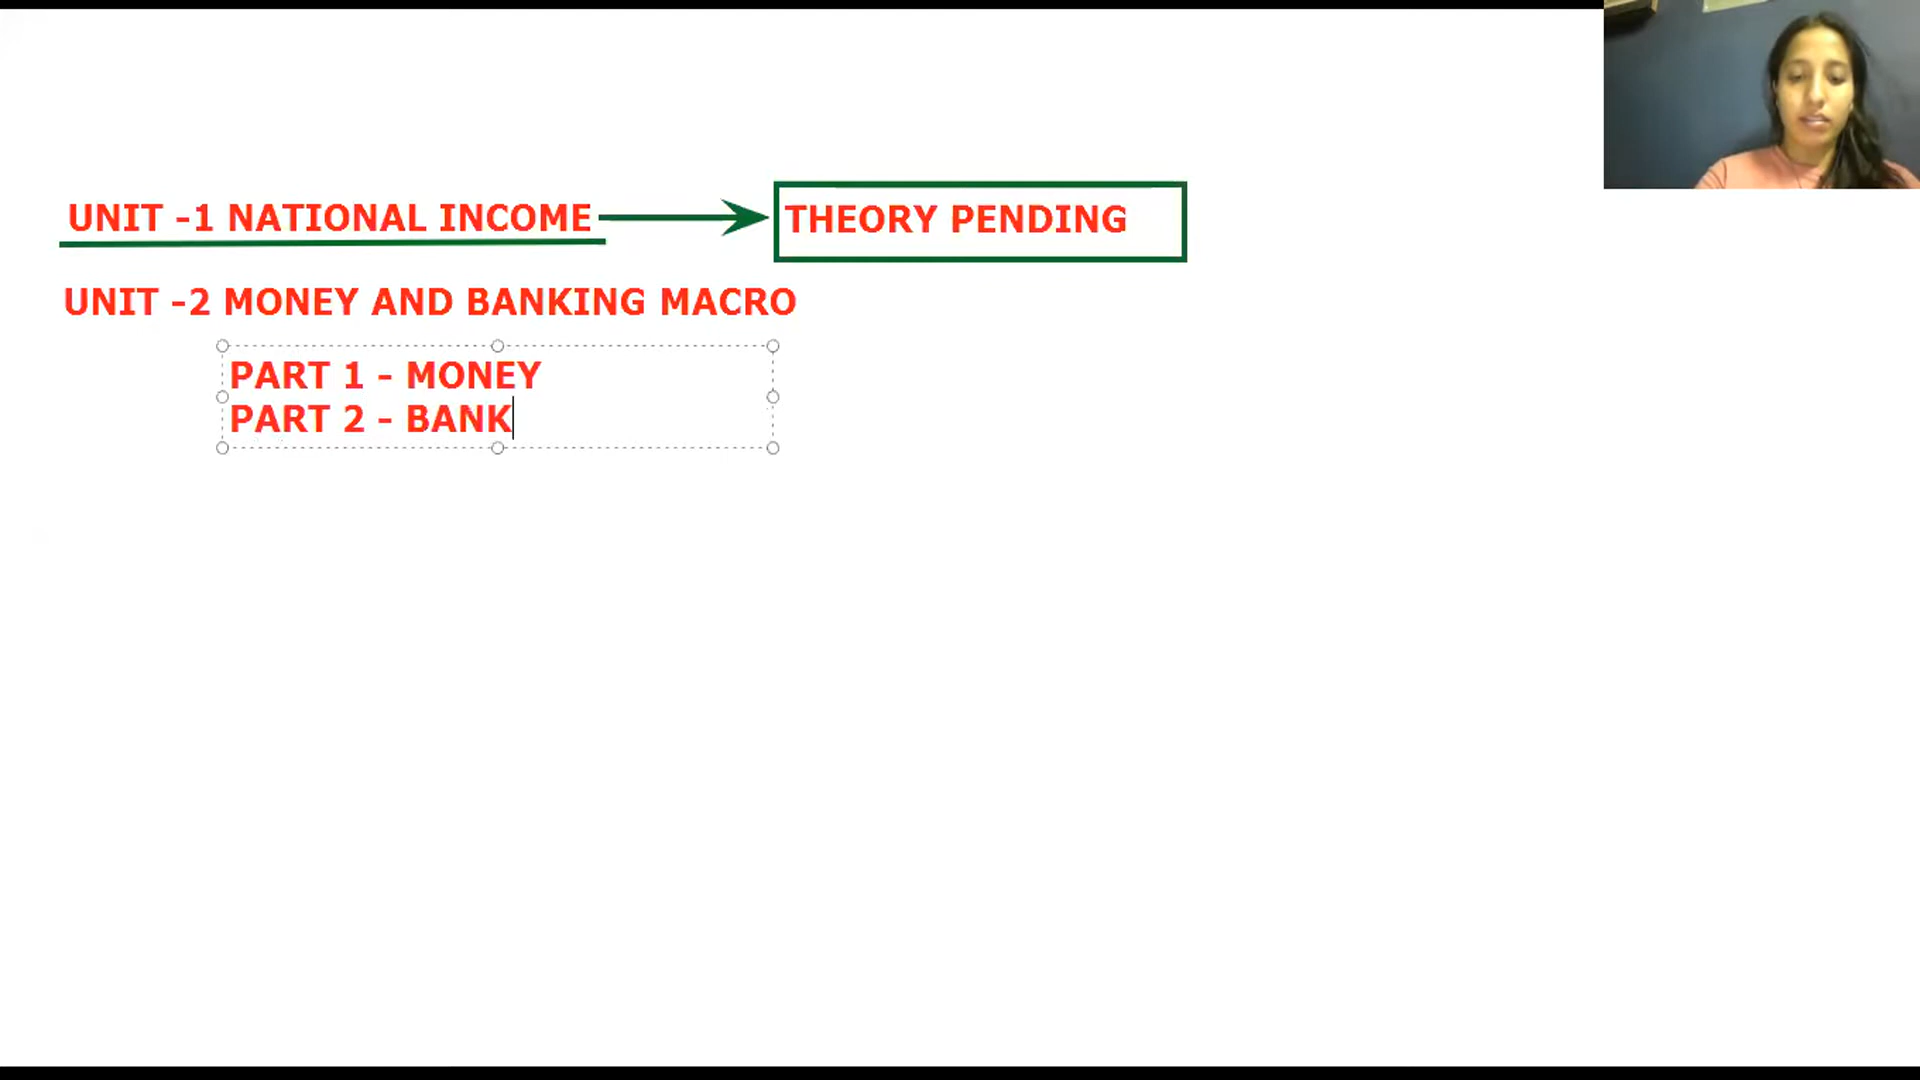 UNIT -1 NATIONAL INCOME THEORY PENDING
UNIT -2 MONEY AND BANKING MACRO
PART 1 - MONEY
PART 2 - BANK